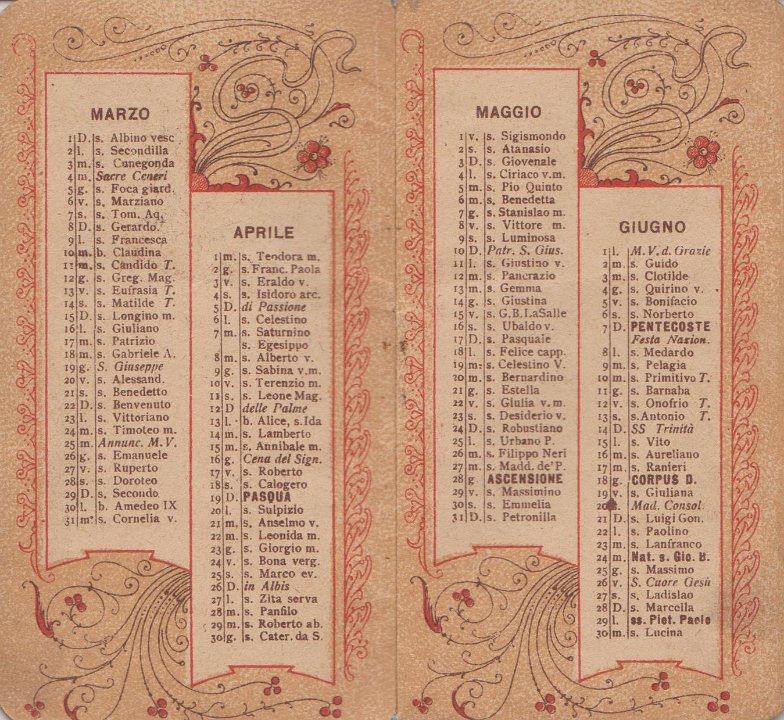 MARZO
1 D. s. Albino vesc
2 l. s. Secondilla
3 m. s. Cunegonda
4 m. Sacre Ceneri
5 g. s. Foca giard.
6 v. s. Marziano
7 s. s. Tom. Aq.
8 D. s. Gerardo.
9 l. s. Francesca
10 m. b. Claudina
11 m. s. Càndido T.
12 g. s. Greg. Mag.
13 v. s. Eufrasia T.
14 s. s. Matilde T.
15 D. s. Longino m.
16 l. s. Giuliano
17 m. s. Patrizio
18 m. s. Gabriele A.
19 g. S. Giuseppe
20 v. s. Alessand.
21 s. s. Benedetto
22 D. s. Benvenuto
23 l. s. Vittoriano
24 m. s. Timoteo m.
25 m. Annunc. M. V.
26 g. s. Emanuele
27 v. s. Ruperto
28 s. s. Doroteo
29 D. s. Secondo
30 l. b. Amedeo IX
31 m. s. Cornelia v.
APRILE
1 m. s. Teodora m.
2 g. s. Franc. Paola
3 v. s. Eraldo v.
4 s. s. Isidoro arc.
5 D. di Passione
6 l. s. Celestino
7 m. s. Saturnino
s. Egesippo
8 m. s. Alberto v.
9 g. s. Sabina v.m.
10 v. s. Terenzio m.
11 s. s. Leone Mag.
12 D delle Palme
13 l. b. Alice, s.Ida
14 m. s. Lamberto
15 m. s. Annibale m.
16 g. Cena del Sign.
17 v. s. Roberto
18 s. s. Calogero
19 D. PASQUA
20 l. s. Sulpizio
21 m. s. Anselmo v.
22 m. s. Leonida m.
23 g. s. Giorgio m.
24 v. s. Bona verg.
25 s. s. Marco ev.
26 D. in Albis
27 l. s. Zita serva
28 m. s. Panfilo
29 m. s. Roberto ab.
30 g. s. Cater. da S.
MAGGIO
1 v. s. Sigismondo
2 s. s. Atanasio
3 D. s. Giovenale
4 l. s. Ciriaco v.m.
5 m. s. Pio Quinto
6 m. s. Benedetta
7 g. s. Stanislao m.
8 v. s. Vittore m.
9 s. s. Luminosa
10 D. Patr. S. Gius.
11 l. s. Giustino v.
12 m. s. Pancrazio
13 m. s. Gemma
14 g. s. Giustina
15 v. s. G.B.LaSalle
16 s. s. Ubaldo v.
17 D. s. Pasquale
18 l. s. Felice capp.
19 m. s. Celestino V.
20 m. s. Bernardino
21 g. s. Estella
22 v. s. Giulia v. m.
23 s. s. Desiderio v.
24 D. s. Robustiano
25 l. s. Urbano P.
26 m. s. Filippo Neri
27 m. s. Madd. de' P.
28 g ASCENSIONE
29 v. s. Massimino
30 s. s. Emmelia
31 D. s. Petronilla
GIUGNO
1 l. M. V. d. Grazie
2 m. s. Guido
3 m. s. Clotilde
4 g. s. Quirino v.
5 v. s. Bonifacio
6 s. s. Norberto
7 D. PENTECOSTE
Festa Nazion.
8 l. s. Medardo
9 m. s. Pelagia
10 m. s. Primitivo T.
11 g. s. Barnaba
12 v. s. Onofrio T.
13 s. s. Antonio T.
14 D. SS Trinità
15 l. s. Vito
16 m. s. Aureliano
17 m. s. Ranieri
18 g. CORPUS D.
19 v. s. Giuliana
20 Mad. Consol.
21 D. s. Luigi Gon.
22 l. s. Paolino
23 m. s. Lanfranco
24 m. Nat. s. Gio. B.
25 g. s. Massimo
26 v. S. Cuore Gesù
27 s. s. Ladislao
28 D. s. Marcella
29 l. ss. Piet. Paolo
30 m. s. Lucina